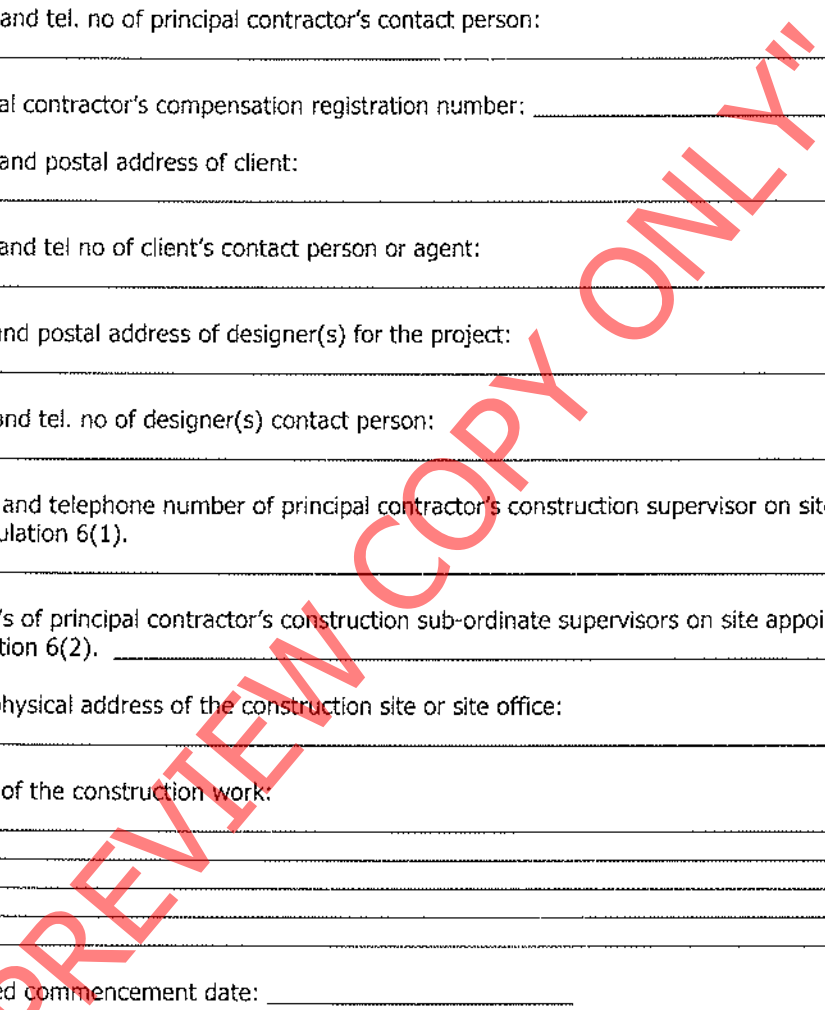 and tel. no of principal contractor's contact person:
al contractor's compensation registration number:
and postal address of client:
and tel no of client's contact person or agent:
and postal address of designer(s) for the project:
and tel. no of designer(s) contact person:
and telephone number of principal contractor's construction supervisor on site
ulation 6(1).
's of principal contractor's construction sub-ordinate supervisors on site appoi
tion 6(2).
hysical address of the construction site or site office:
of the construction work:
ed commencement date:
PREVIEW COPY ONLY"